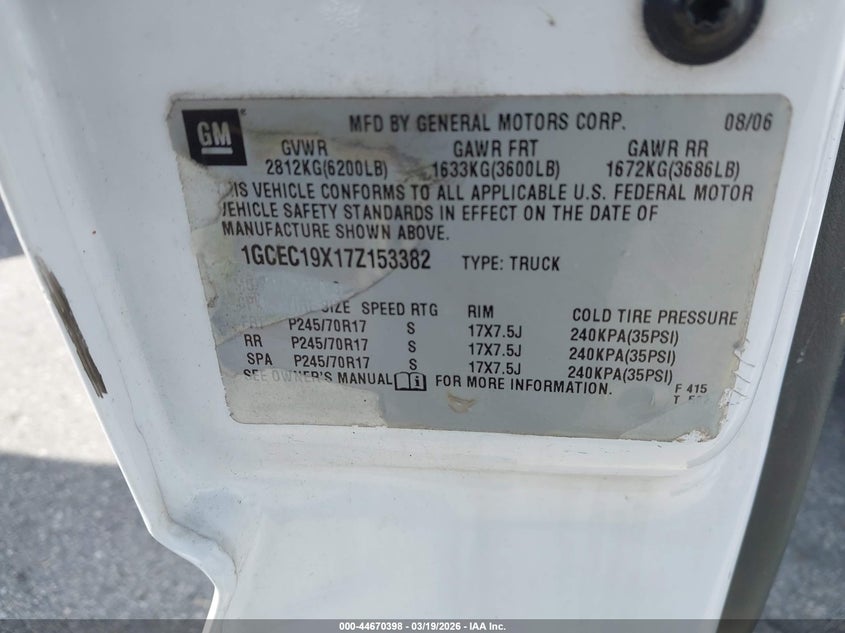 GM
MFD BY GENERAL MOTORS CORP. 08/06
GVWR GAWR FRT GAWR RR
2812KG(6200LB) 1633KG(3600LB) 1672KG(3686LB)
VEHICLE CONFORMS TO ALL APPLICABLE U.S. FEDERAL MOTOR
VEHICLE SAFETY STANDARDS IN EFFECT ON THE DATE OF
MANUFACTURE SHOWN ABOVE.
1GCEC19X17Z153382 TYPE: TRUCK
SIZE SPEED RTG RIM COLD TIRE PRESSURE
P245/70R17 S 17X7.5J 240KPA(35PSI)
RR P245/70R17 S 17X7.5J 240KPA(35PSI)
SPA P245/70R17 S 17X7.5J 240KPA(35PSI)
SEE OWNER'S MANUAL FOR MORE INFORMATION.
F 415
T
000-44670398 - 03/19/2026 - IAA Inc.